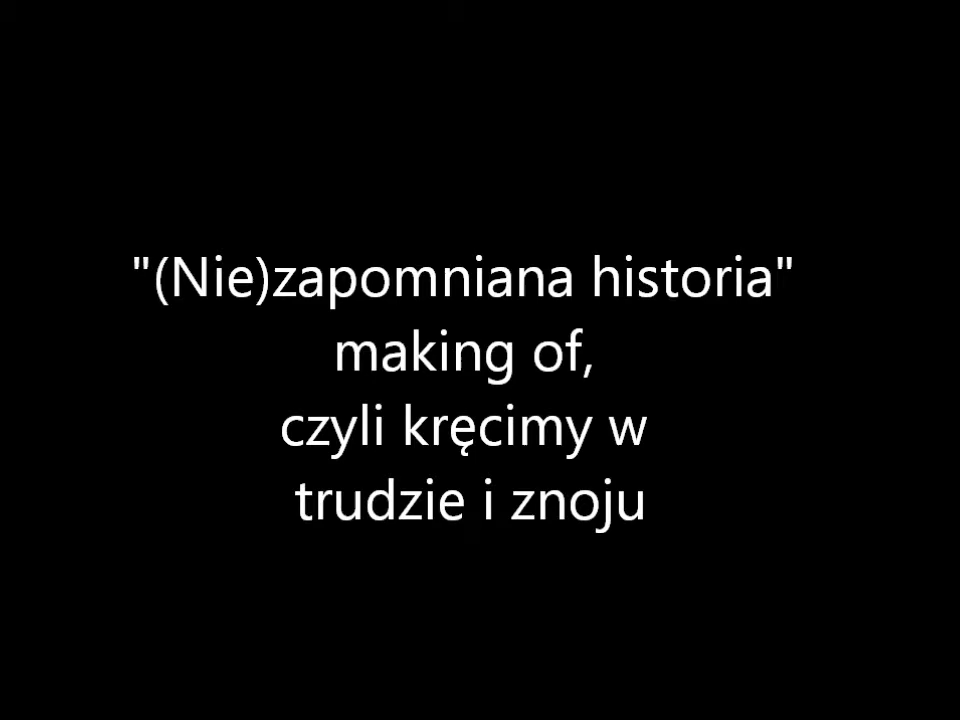 "(Nie)zapomniana historia"
making of,
czyli kręcimy w
trudzie i znoju